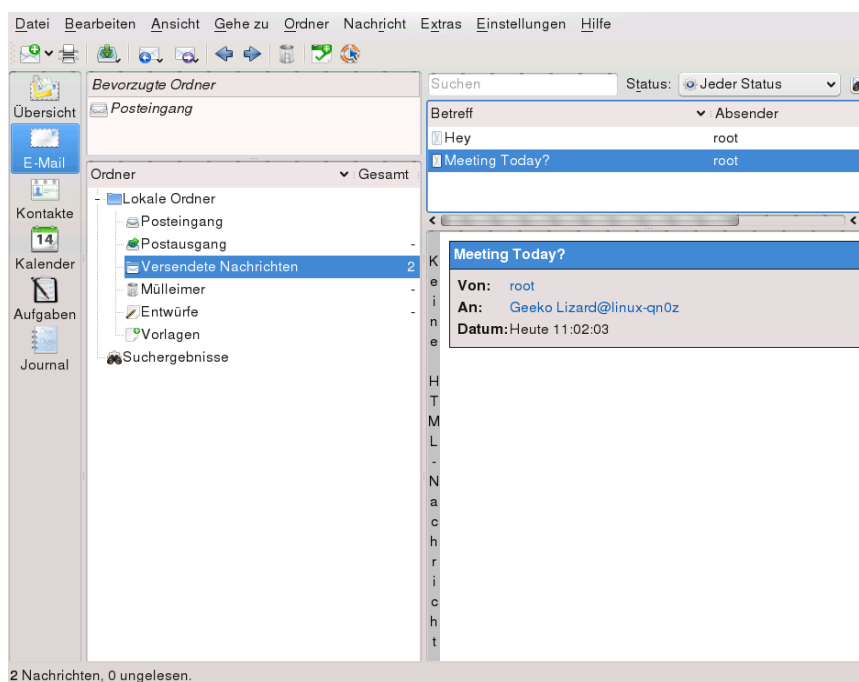 Datei Bearbeiten Ansicht Gehe zu Ordner Nachricht Extras Einstellungen Hilfe
Übersicht
E-Mail
Kontakte
14
Kalender
Aufgaben
Journal
Bevorzugte Ordner
Posteingang
Ordner Gesamt
Lokale Ordner
Posteingang
Postausgang -
Versendete Nachrichten 2
Mülleimer -
Entwürfe -
Vorlagen
Suchergebnisse
Suchen Status: Jeder Status
Betreff Absender
Hey root
Meeting Today? root
Keine HTML-Nachricht
Meeting Today?
Von: root
An: Geeko Lizard@linux-qn0z
Datum: Heute 11:02:03
2 Nachrichten, 0 ungelesen.